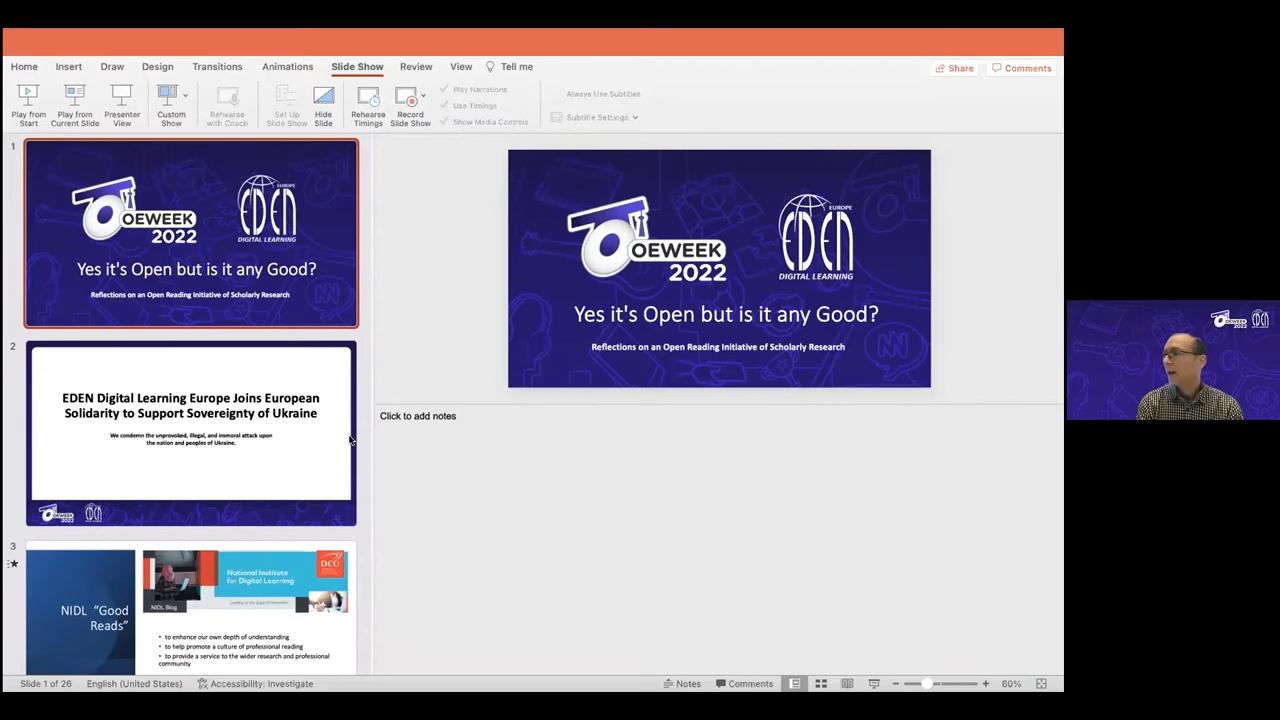 Home Insert Draw Design Transitions Animations Slide Show Review View Tell me
Share Comments
Play from Start
Play from Current Slide
Presenter View
Custom Show
Rehearse with Coach
Set Up Slide Show
Hide Slide
Rehearse Timings
Record Slide Show
Play Narrations
Use Timings
Show Media Controls
Always Use Subtitles
Subtitle Settings
1
OEWEEK
2022
EUROPE
EDEN
DIGITAL LEARNING
Yes it's Open but is it any Good?
Reflections on an Open Reading Initiative of Scholarly Research
2
EDEN Digital Learning Europe Joins European
Solidarity to Support Sovereignty of Ukraine
We condemn the unprovoked, illegal, and immoral attack upon
the nation and peoples of Ukraine.
3
NIDL "Good
Reads"
National Institute
for Digital Learning
DCU
NIDL Blog
• to enhance our own depth of understanding
• to help promote a culture of professional reading
• to provide a service to the wider research and professional
community
OEWEEK
2022
EUROPE
EDEN
DIGITAL LEARNING
Yes it's Open but is it any Good?
Reflections on an Open Reading Initiative of Scholarly Research
Click to add notes
Slide 1 of 26 English (United States) Accessibility: Investigate
Notes Comments 60%